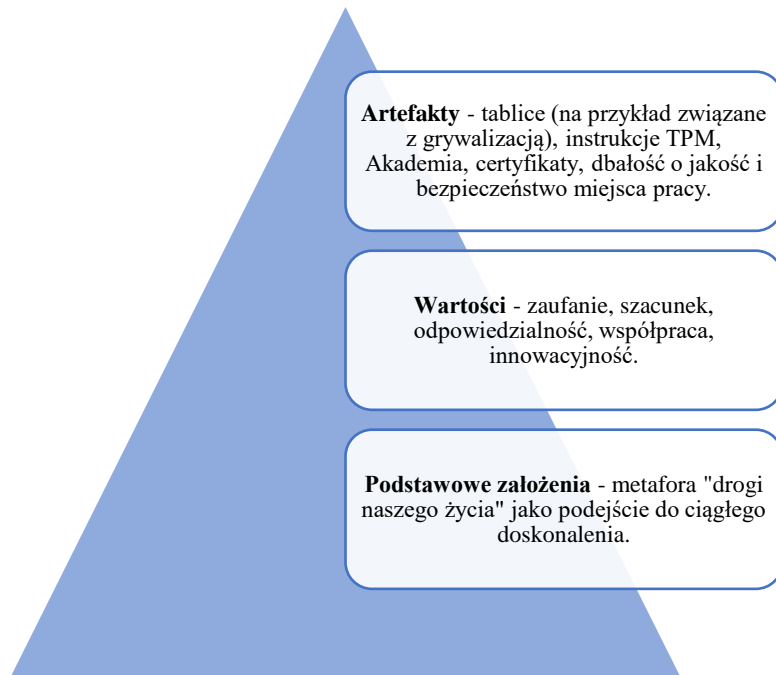 Artefakty - tablice (na przykład związane
z grywalizacją), instrukcje TPM,
Akademia, certyfikaty, dbałość o jakość i
bezpieczeństwo miejsca pracy.
Wartości - zaufanie, szacunek,
odpowiedzialność, współpraca,
innowacyjność.
Podstawowe założenia - metafora "drogi
naszego życia" jako podejście do ciągłego
doskonalenia.